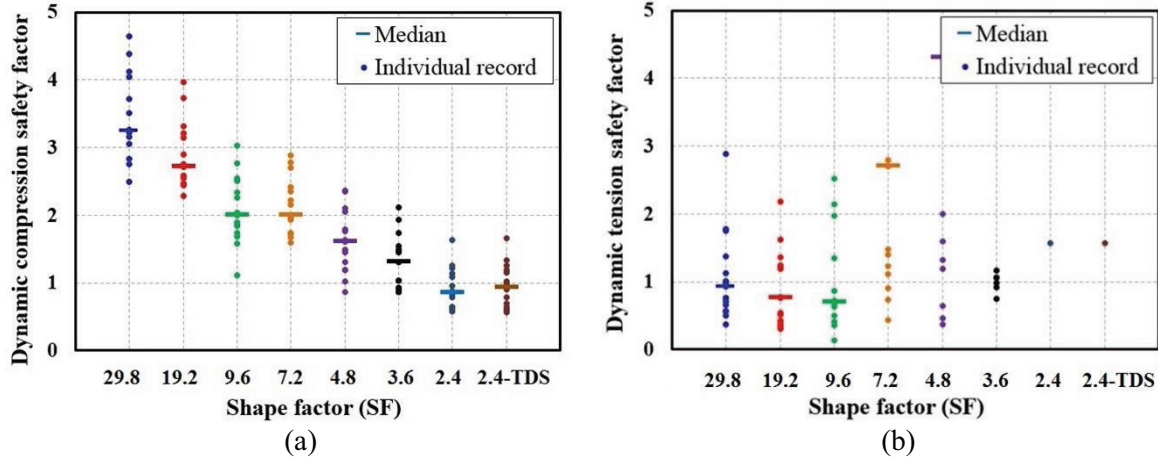 5
4
3
2
1
0
Dynamic compression safety factor
Median
Individual record
29.8 19.2 9.6 7.2 4.8 3.6 2.4 2.4-TDS
Shape factor (SF)
(a)
5
4
3
2
1
0
Dynamic tension safety factor
Median
Individual record
29.8 19.2 9.6 7.2 4.8 3.6 2.4 2.4-TDS
Shape factor (SF)
(b)